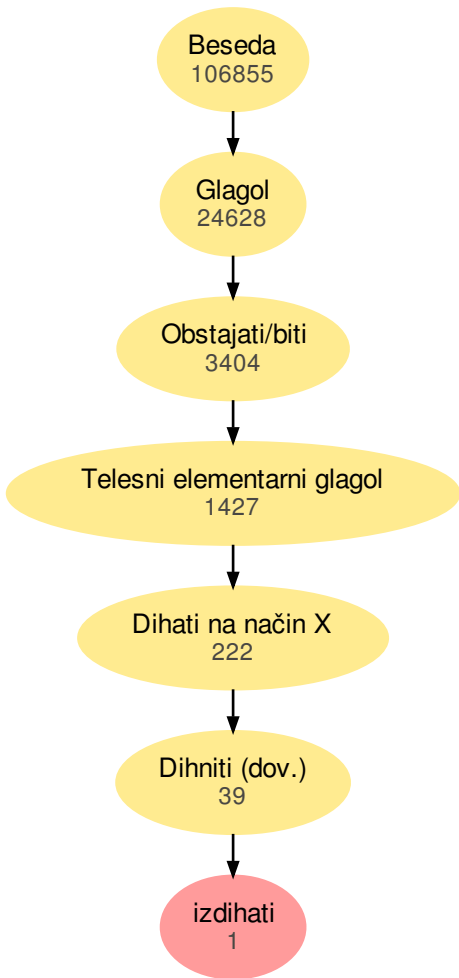 Beseda
106855
Glagol
24628
Obstajati/biti
3404
Telesni elementarni glagol
1427
Dihati na način X
222
Dihniti (dov.)
39
izdihati
1